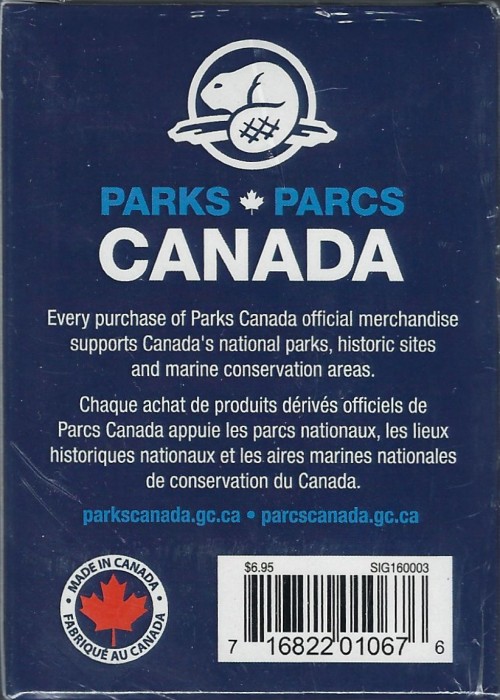 PARKS PARCS
CANADA
Every purchase of Parks Canada official merchandise
supports Canada's national parks, historic sites
and marine conservation areas.
Chaque achat de produits dérivés officiels de
Parcs Canada appuie les parcs nationaux, les lieux
historiques nationaux et les aires marines nationales
de conservation du Canada.
parkscanada.gc.ca • parcscanada.gc.ca
• MADE IN CANADA •
FABRIQUÉ AU CANADA
$6.95 SIG160003
7 16822 01067 6